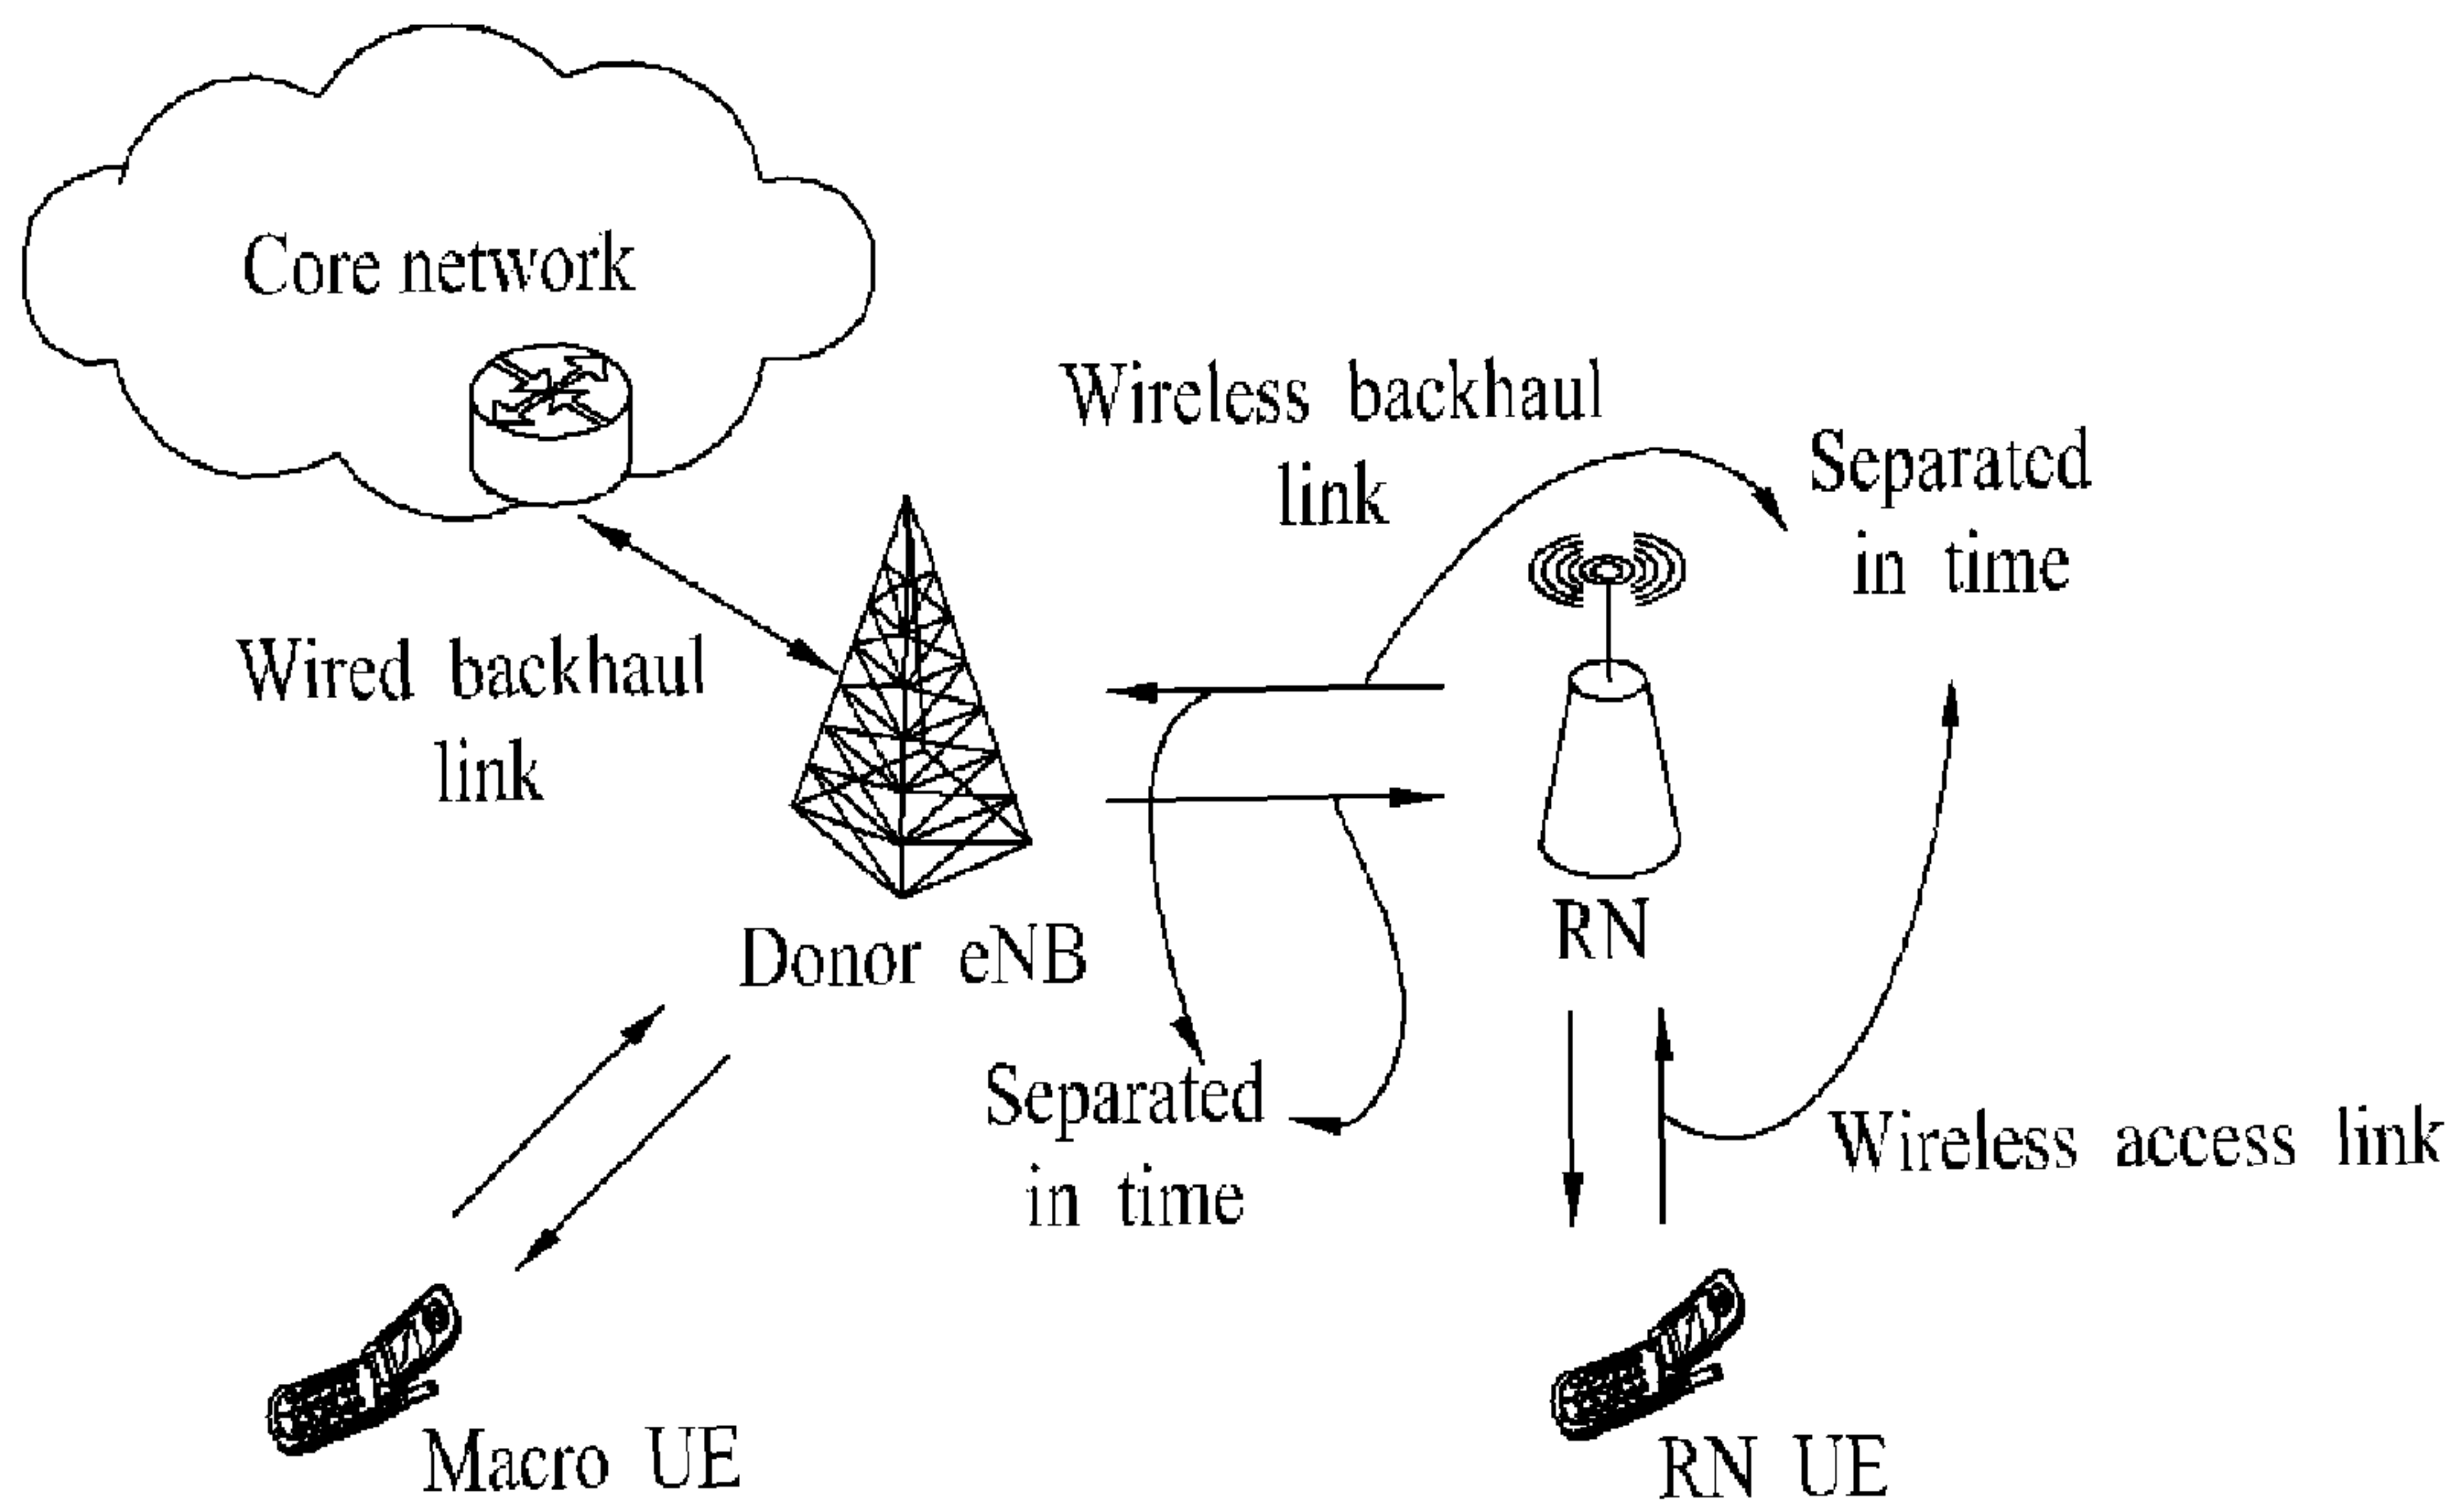 Core network
Wireless backhaul
link
Separated
in time
Wired backhaul
link
RN
Donor eNB
Separated
in time
Wireless access link
Macro UE
RN UE